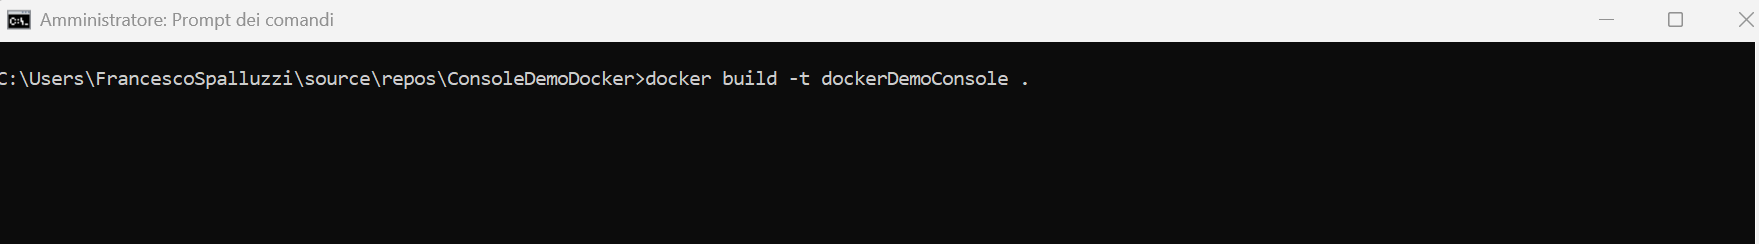 Amministratore: Prompt dei comandi
C:\Users\FrancescoSpalluzzi\source\repos\ConsoleDemoDocker>docker build -t dockerDemoConsole .